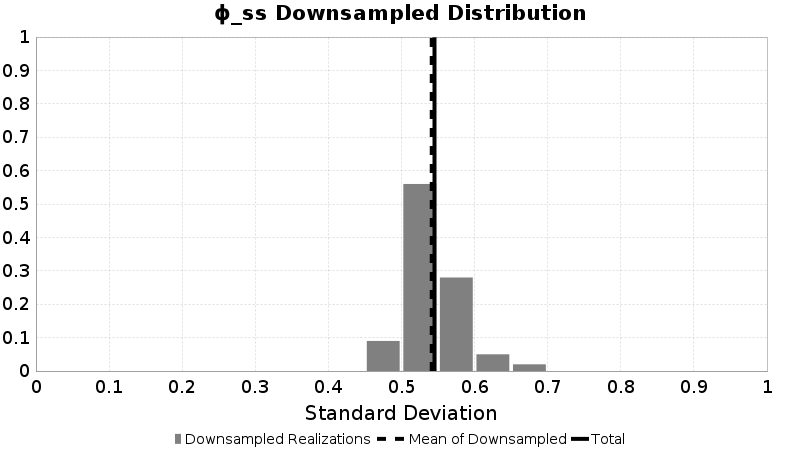 ϕ_ss Downsampled Distribution
1
0.9
0.8
0.7
0.6
0.5
0.4
0.3
0.2
0.1
0
0 0.1 0.2 0.3 0.4 0.5 0.6 0.7 0.8 0.9 1
Standard Deviation
Downsampled Realizations Mean of Downsampled Total